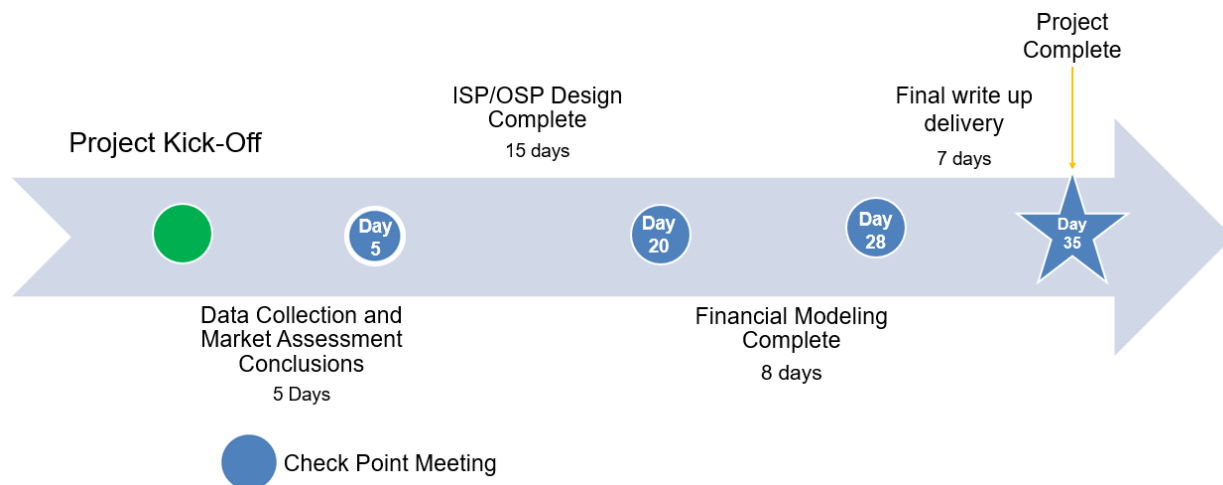 Project
Complete
ISP/OSP Design
Complete
15 days
Final write up
delivery
7 days
Project Kick-Off
Day
5
Day
20
Day
28
Day
35
Data Collection and
Market Assessment
Conclusions
5 Days
Financial Modeling
Complete
8 days
Check Point Meeting